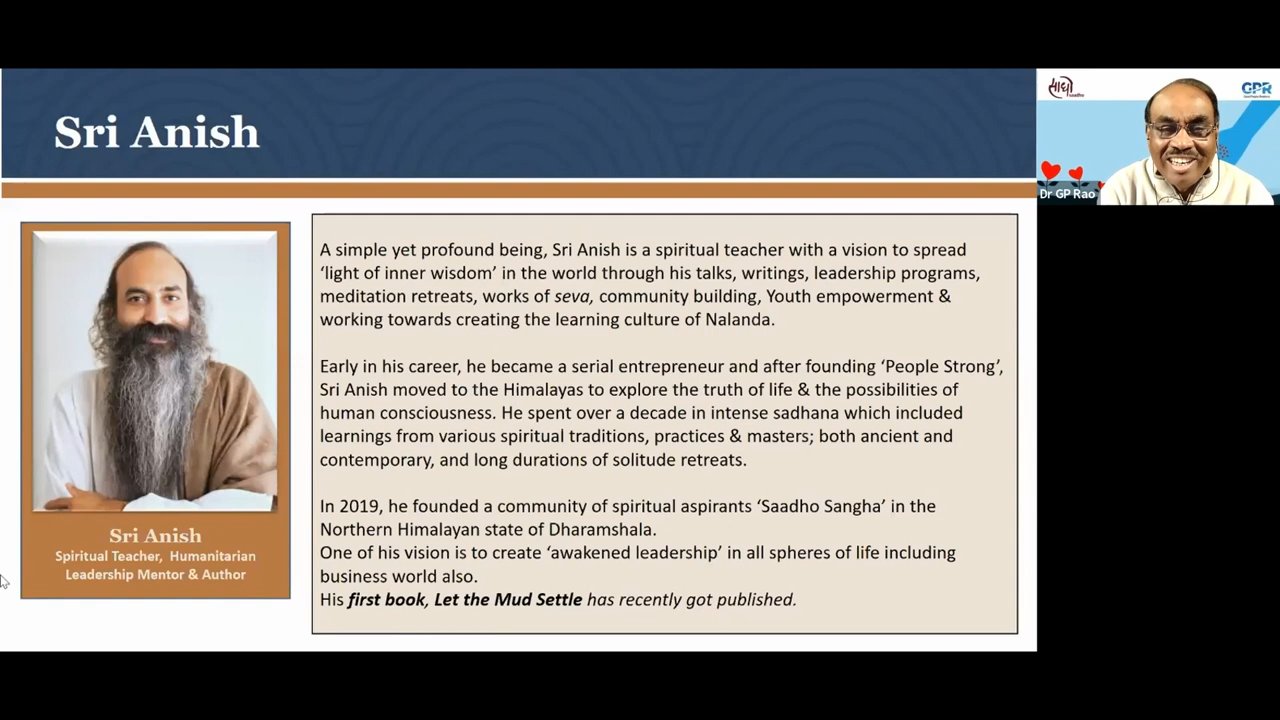 Sri Anish
साधो
saadho
GPR
Dr GP Rao
A simple yet profound being, Sri Anish is a spiritual teacher with a vision to spread
‘light of inner wisdom’ in the world through his talks, writings, leadership programs,
meditation retreats, works of seva, community building, Youth empowerment &
working towards creating the learning culture of Nalanda.
Early in his career, he became a serial entrepreneur and after founding ‘People Strong’,
Sri Anish moved to the Himalayas to explore the truth of life & the possibilities of
human consciousness. He spent over a decade in intense sadhana which included
learnings from various spiritual traditions, practices & masters; both ancient and
contemporary, and long durations of solitude retreats.
In 2019, he founded a community of spiritual aspirants ‘Saadho Sangha’ in the
Northern Himalayan state of Dharamshala.
One of his vision is to create ‘awakened leadership’ in all spheres of life including
business world also.
His first book, Let the Mud Settle has recently got published.
Sri Anish
Spiritual Teacher, Humanitarian
Leadership Mentor & Author